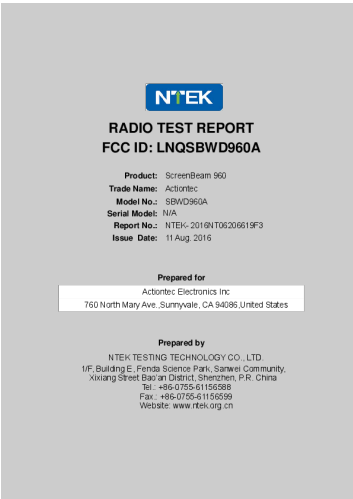 NTEK
RADIO TEST REPORT
FCC ID: LNQSBWD960A
Product: ScreenBeam 960
Trade Name: Actiontec
Model No.: SBWD960A
Serial Model: N/A
Report No.: NTEK- 2016NT06206619F3
Issue Date: 11 Aug. 2016
Prepared for
Actiontec Electronics Inc
760 North Mary Ave.,Sunnyvale, CA 94086,United States
Prepared by
NTEK TESTING TECHNOLOGY CO., LTD.
1/F, Building E, Fenda Science Park, Sanwei Community,
Xixiang Street Bao'an District, Shenzhen, P.R. China
Tel.: +86-0755-61156588
Fax.: +86-0755-61156599
Website: www.ntek.org.cn